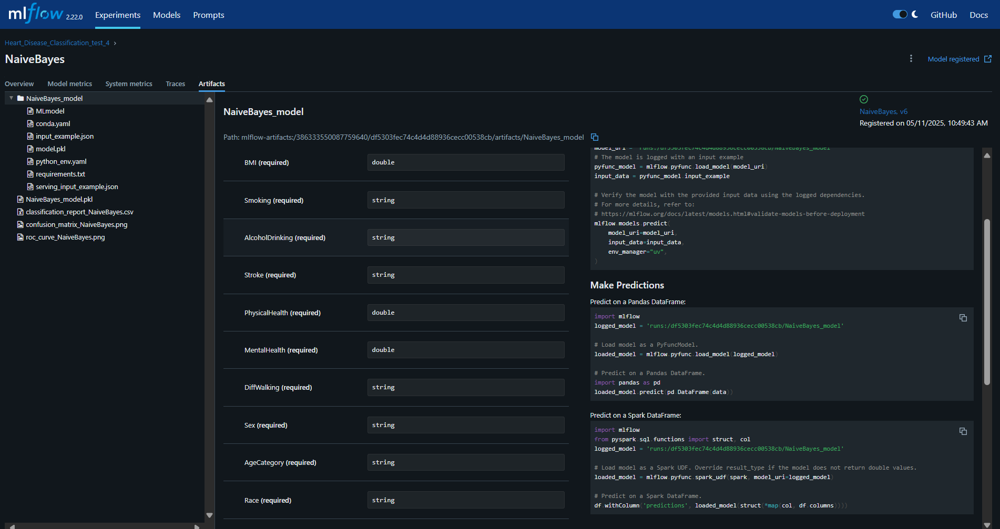 mlflow 2.22.0
Experiments
Models
Prompts
GitHub
Docs
Heart_Disease_Classification_test_4 ›
NaiveBayes
Model registered
Overview
Model metrics
System metrics
Traces
Artifacts
NaiveBayes_model
MLmodel
conda.yaml
input_example.json
model.pkl
python_env.yaml
requirements.txt
serving_input_example.json
NaiveBayes_model.pkl
classification_report_NaiveBayes.csv
confusion_matrix_NaiveBayes.png
roc_curve_NaiveBayes.png
NaiveBayes_model
NaiveBayes, v6
Registered on 05/11/2025, 10:49:43 AM
Path: mlflow-artifacts:/386333550087759640/df5303fec74c4d4d88936cecc00538cb/artifacts/NaiveBayes_model
BMI (required)
double
Smoking (required)
string
AlcoholDrinking (required)
string
Stroke (required)
string
PhysicalHealth (required)
double
MentalHealth (required)
double
DiffWalking (required)
string
Sex (required)
string
AgeCategory (required)
string
Race (required)
string
model_uri = 'runs:/df5303fec74c4d4d88936cecc00538cb/NaiveBayes_model'
# The model is logged with an input example
pyfunc_model = mlflow.pyfunc.load_model(model_uri)
input_data = pyfunc_model.input_example
# Verify the model with the provided input data using the logged dependencies.
# For more details, refer to:
# https://mlflow.org/docs/latest/models.html#validate-models-before-deployment
mlflow.models.predict(
model_uri=model_uri,
input_data=input_data,
env_manager="uv",
)
Make Predictions
Predict on a Pandas DataFrame:
import mlflow
logged_model = 'runs:/df5303fec74c4d4d88936cecc00538cb/NaiveBayes_model'
# Load model as a PyFuncModel.
loaded_model = mlflow.pyfunc.load_model(logged_model)
# Predict on a Pandas DataFrame.
import pandas as pd
loaded_model.predict(pd.DataFrame(data))
Predict on a Spark DataFrame:
import mlflow
from pyspark.sql.functions import struct, col
logged_model = 'runs:/df5303fec74c4d4d88936cecc00538cb/NaiveBayes_model'
# Load model as a Spark UDF. Override result_type if the model does not return double values.
loaded_model = mlflow.pyfunc.spark_udf(spark, model_uri=logged_model)
# Predict on a Spark DataFrame.
df.withColumn('predictions', loaded_model(struct(*map(col, df.columns))))